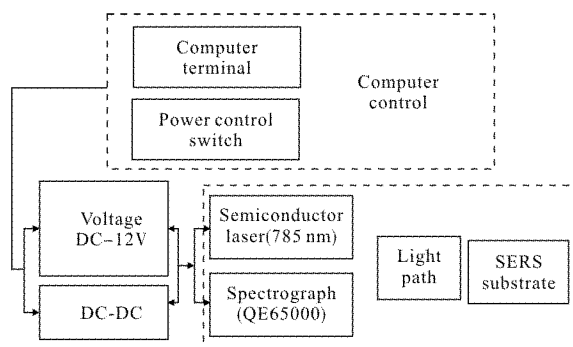 Computer
terminal
Computer
control
Power control
switch
Voltage
DC-12V
DC-DC
Semiconductor
laser(785 nm)
Spectrograph
(QE65000)
Light
path
SERS
substrate